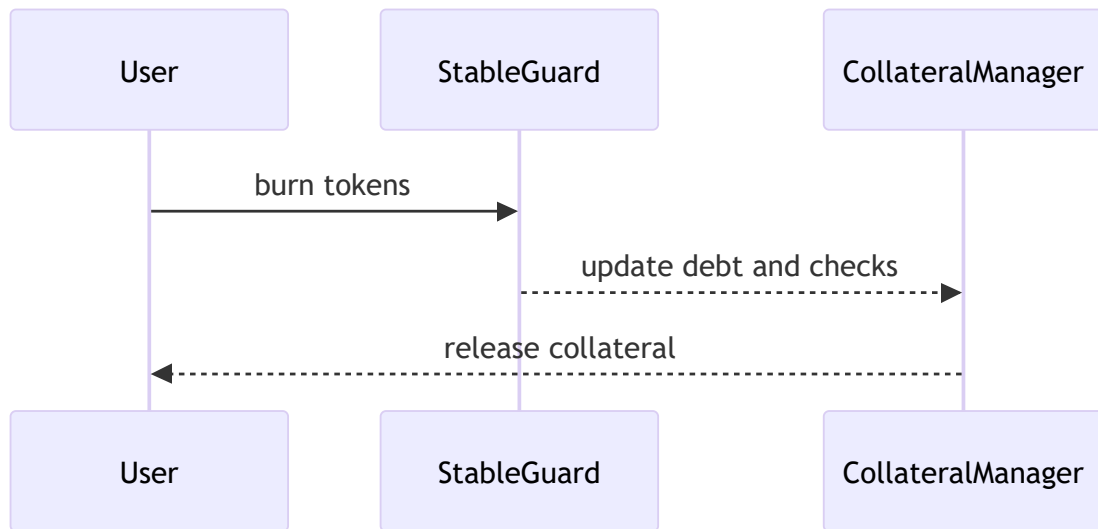 User
StableGuard
CollateralManager
burn tokens
update debt and checks
release collateral
User
StableGuard
CollateralManager